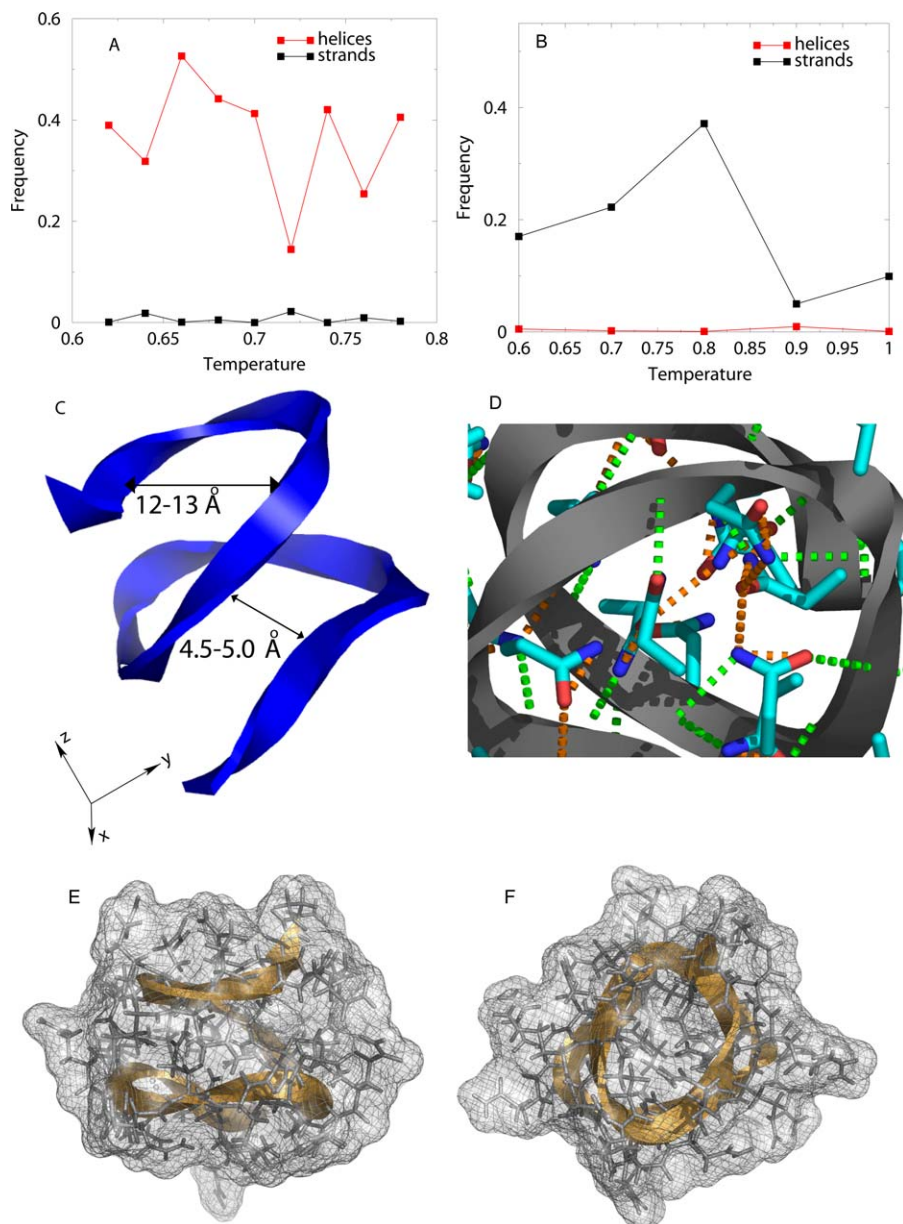 A
helices
strands
0.6
0.4
0.2
0
Frequency
0.6 0.65 0.7 0.75 0.8
Temperature
B
helices
strands
0.4
0.2
0
Frequency
0.6 0.65 0.7 0.75 0.8 0.85 0.9 0.95 1
Temperature
C
12-13 Å
4.5-5.0 Å
z
y
x
D
E
F